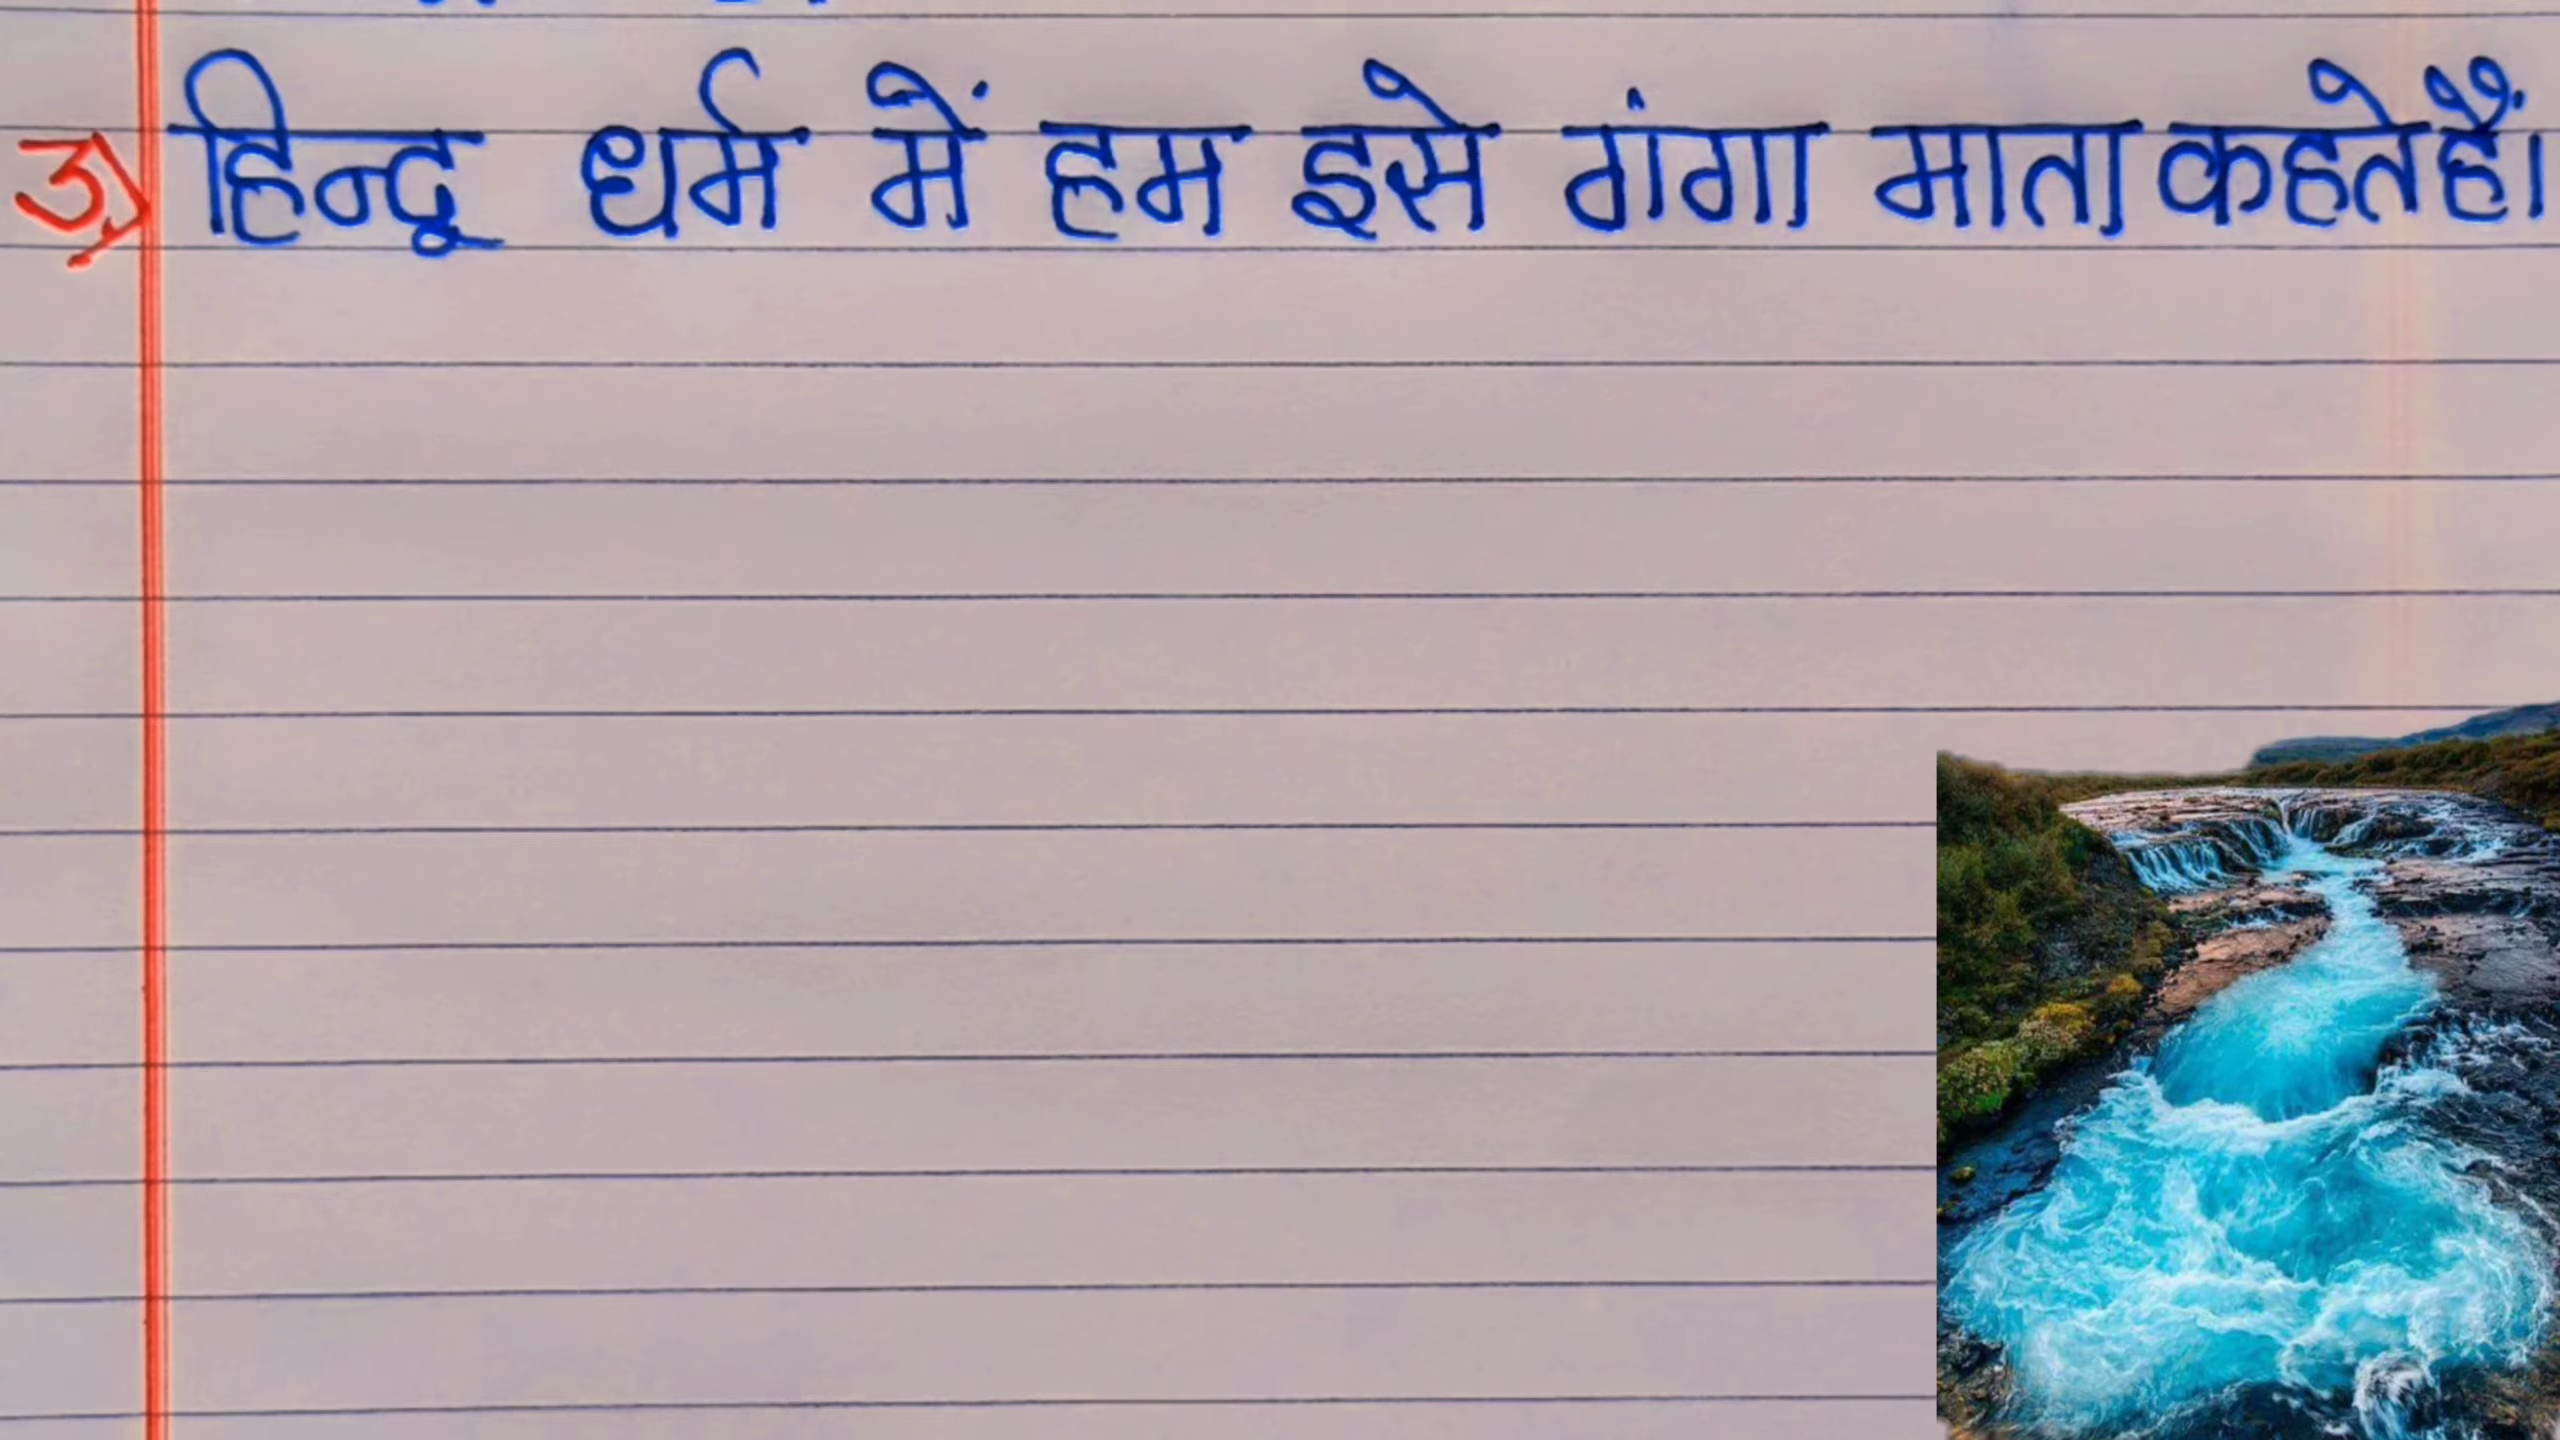 3) हिन्दू धर्म में हम इसे गंगा माता कहते हैं।